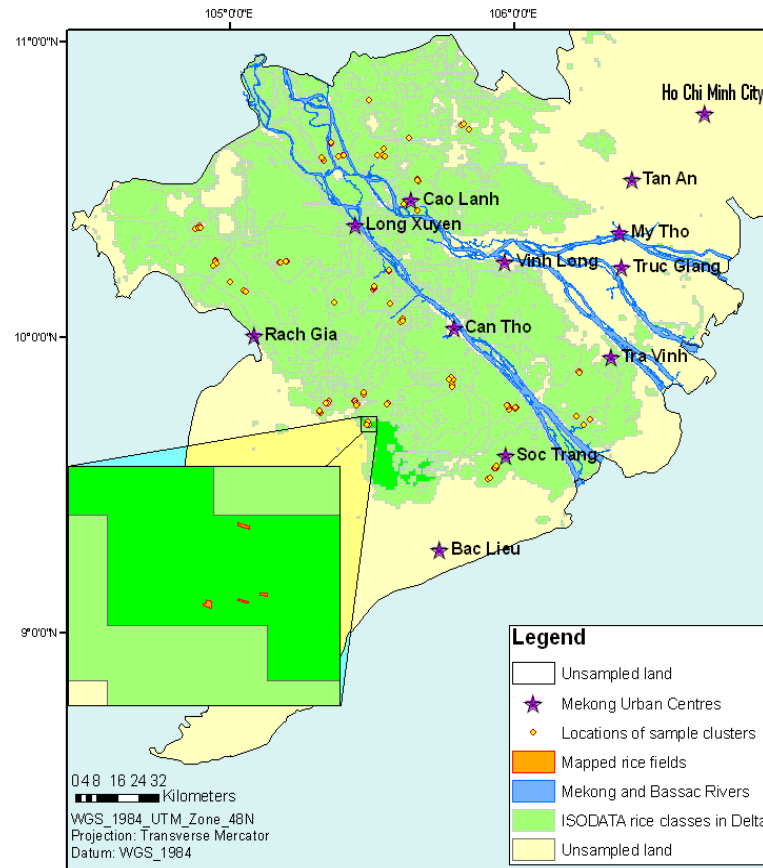 105°0'0"E
106°0'0"E
11°0'0"N
Ho Chi Minh City
Tan An
Cao Lanh
Long Xuyen
My Tho
Vinh Long
Truc Giang
10°0'0"N
Rach Gia
Can Tho
Tra Vinh
Soc Trang
Bac Lieu
9°0'0"N
Legend
Unsampled land
Mekong Urban Centres
Locations of sample clusters
Mapped rice fields
Mekong and Bassac Rivers
ISODATA rice classes in Delta
Unsampled land
0 4 8 16 24 32
Kilometers
WGS_1984_UTM_Zone_48N
Projection: Transverse Mercator
Datum: WGS_1984